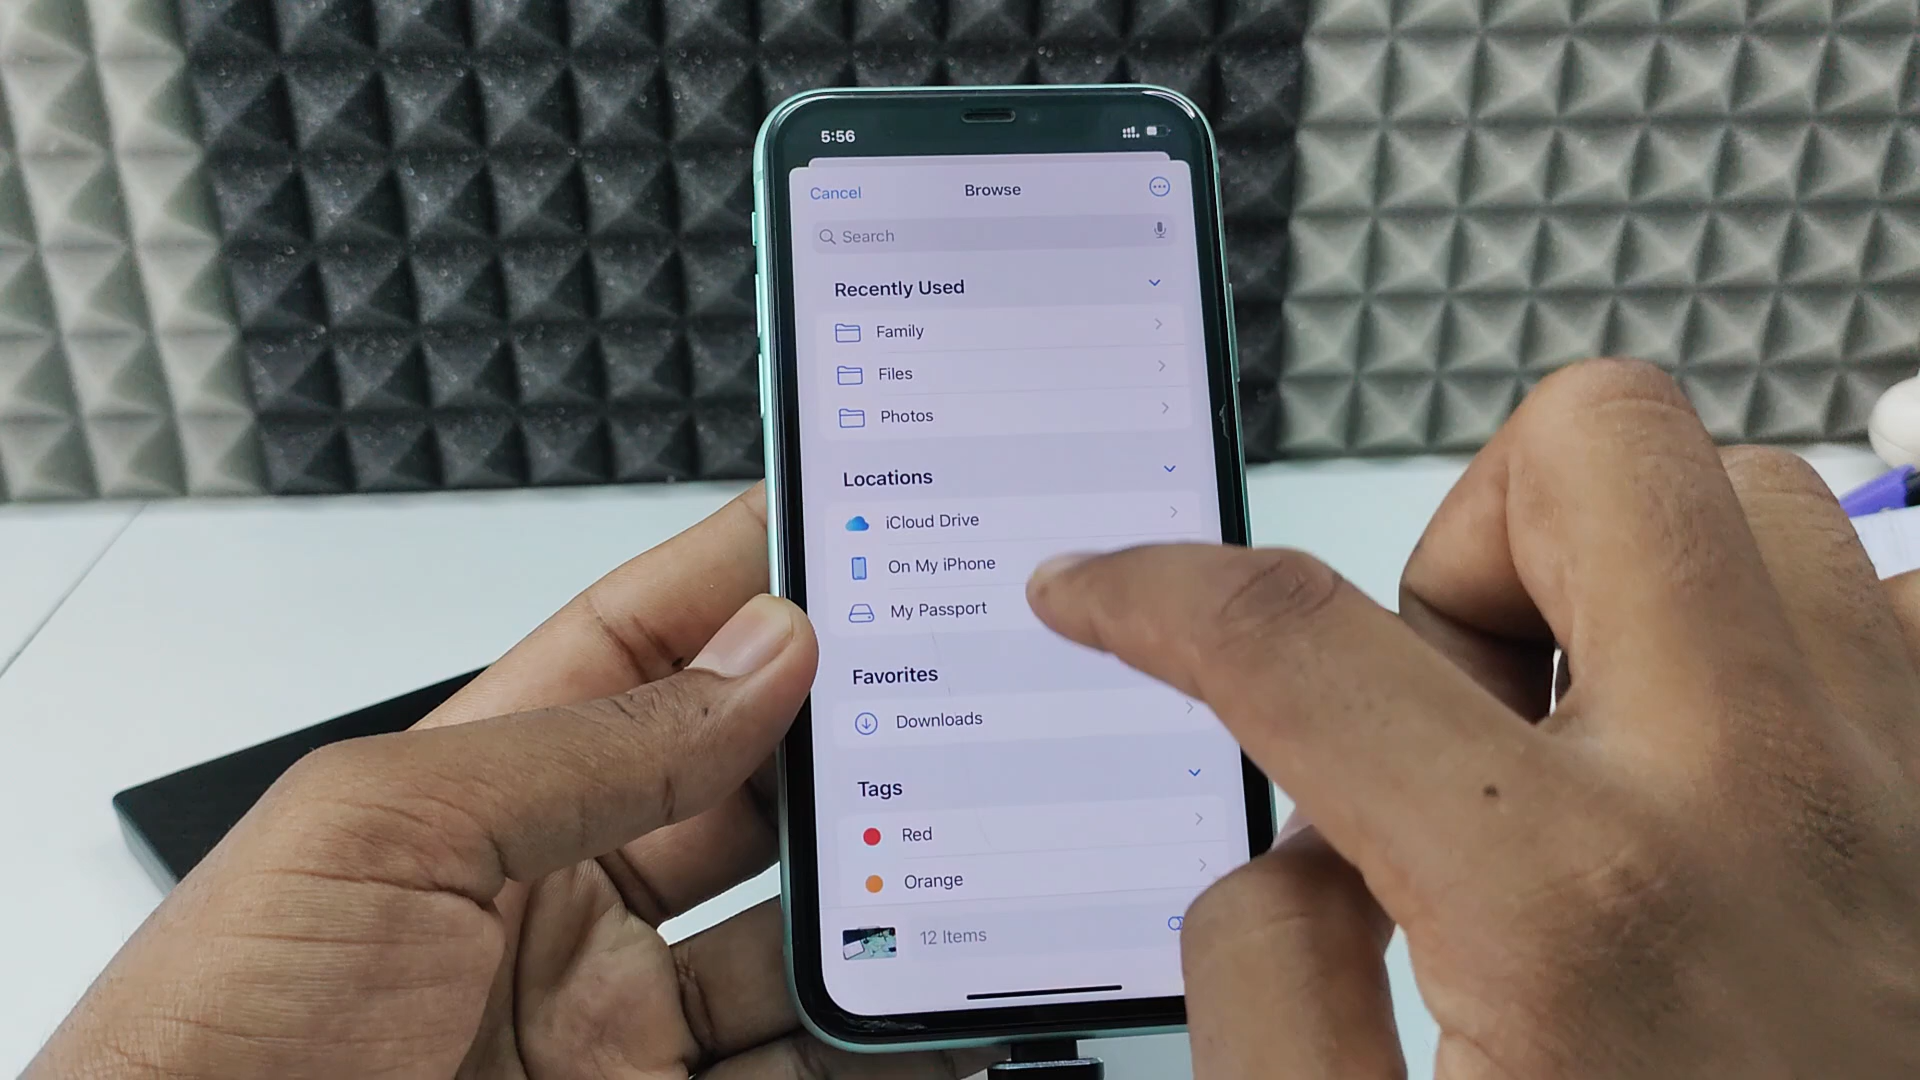 5:56
Cancel Browse
Search
Recently Used
Family
Files
Photos
Locations
iCloud Drive
On My iPhone
My Passport
Favorites
Downloads
Tags
Red
Orange
12 Items